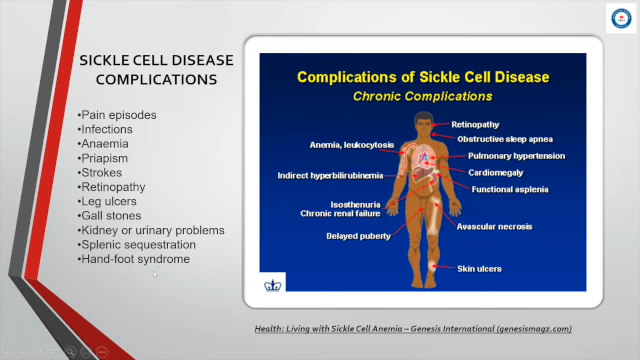 SICKLE CELL DISEASE
COMPLICATIONS
•Pain episodes
•Infections
•Anaemia
•Priapism
•Strokes
•Retinopathy
•Leg ulcers
•Gall stones
•Kidney or urinary problems
•Splenic sequestration
•Hand-foot syndrome
Complications of Sickle Cell Disease
Chronic Complications
Retinopathy
Obstructive sleep apnea
Anemia, leukocytosis
Pulmonary hypertension
Cardiomegaly
Indirect hyperbilirubinemia
Functional asplenia
Isosthenuria
Chronic renal failure
Avascular necrosis
Delayed puberty
Skin ulcers
Health: Living with Sickle Cell Anemia – Genesis International (genesismagz.com)